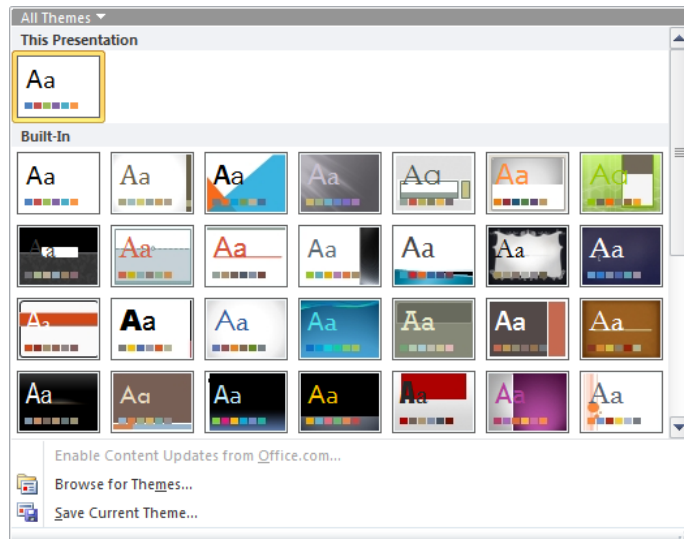 All Themes
This Presentation
Aa
Built-In
Aa Aa Aa Aa Aa Aa Aa
Aa Aa Aa Aa Aa Aa Aa
Aa Aa Aa Aa Aa Aa Aa
Aa Aa Aa Aa Aa Aa Aa
Enable Content Updates from Office.com...
Browse for Themes...
Save Current Theme...